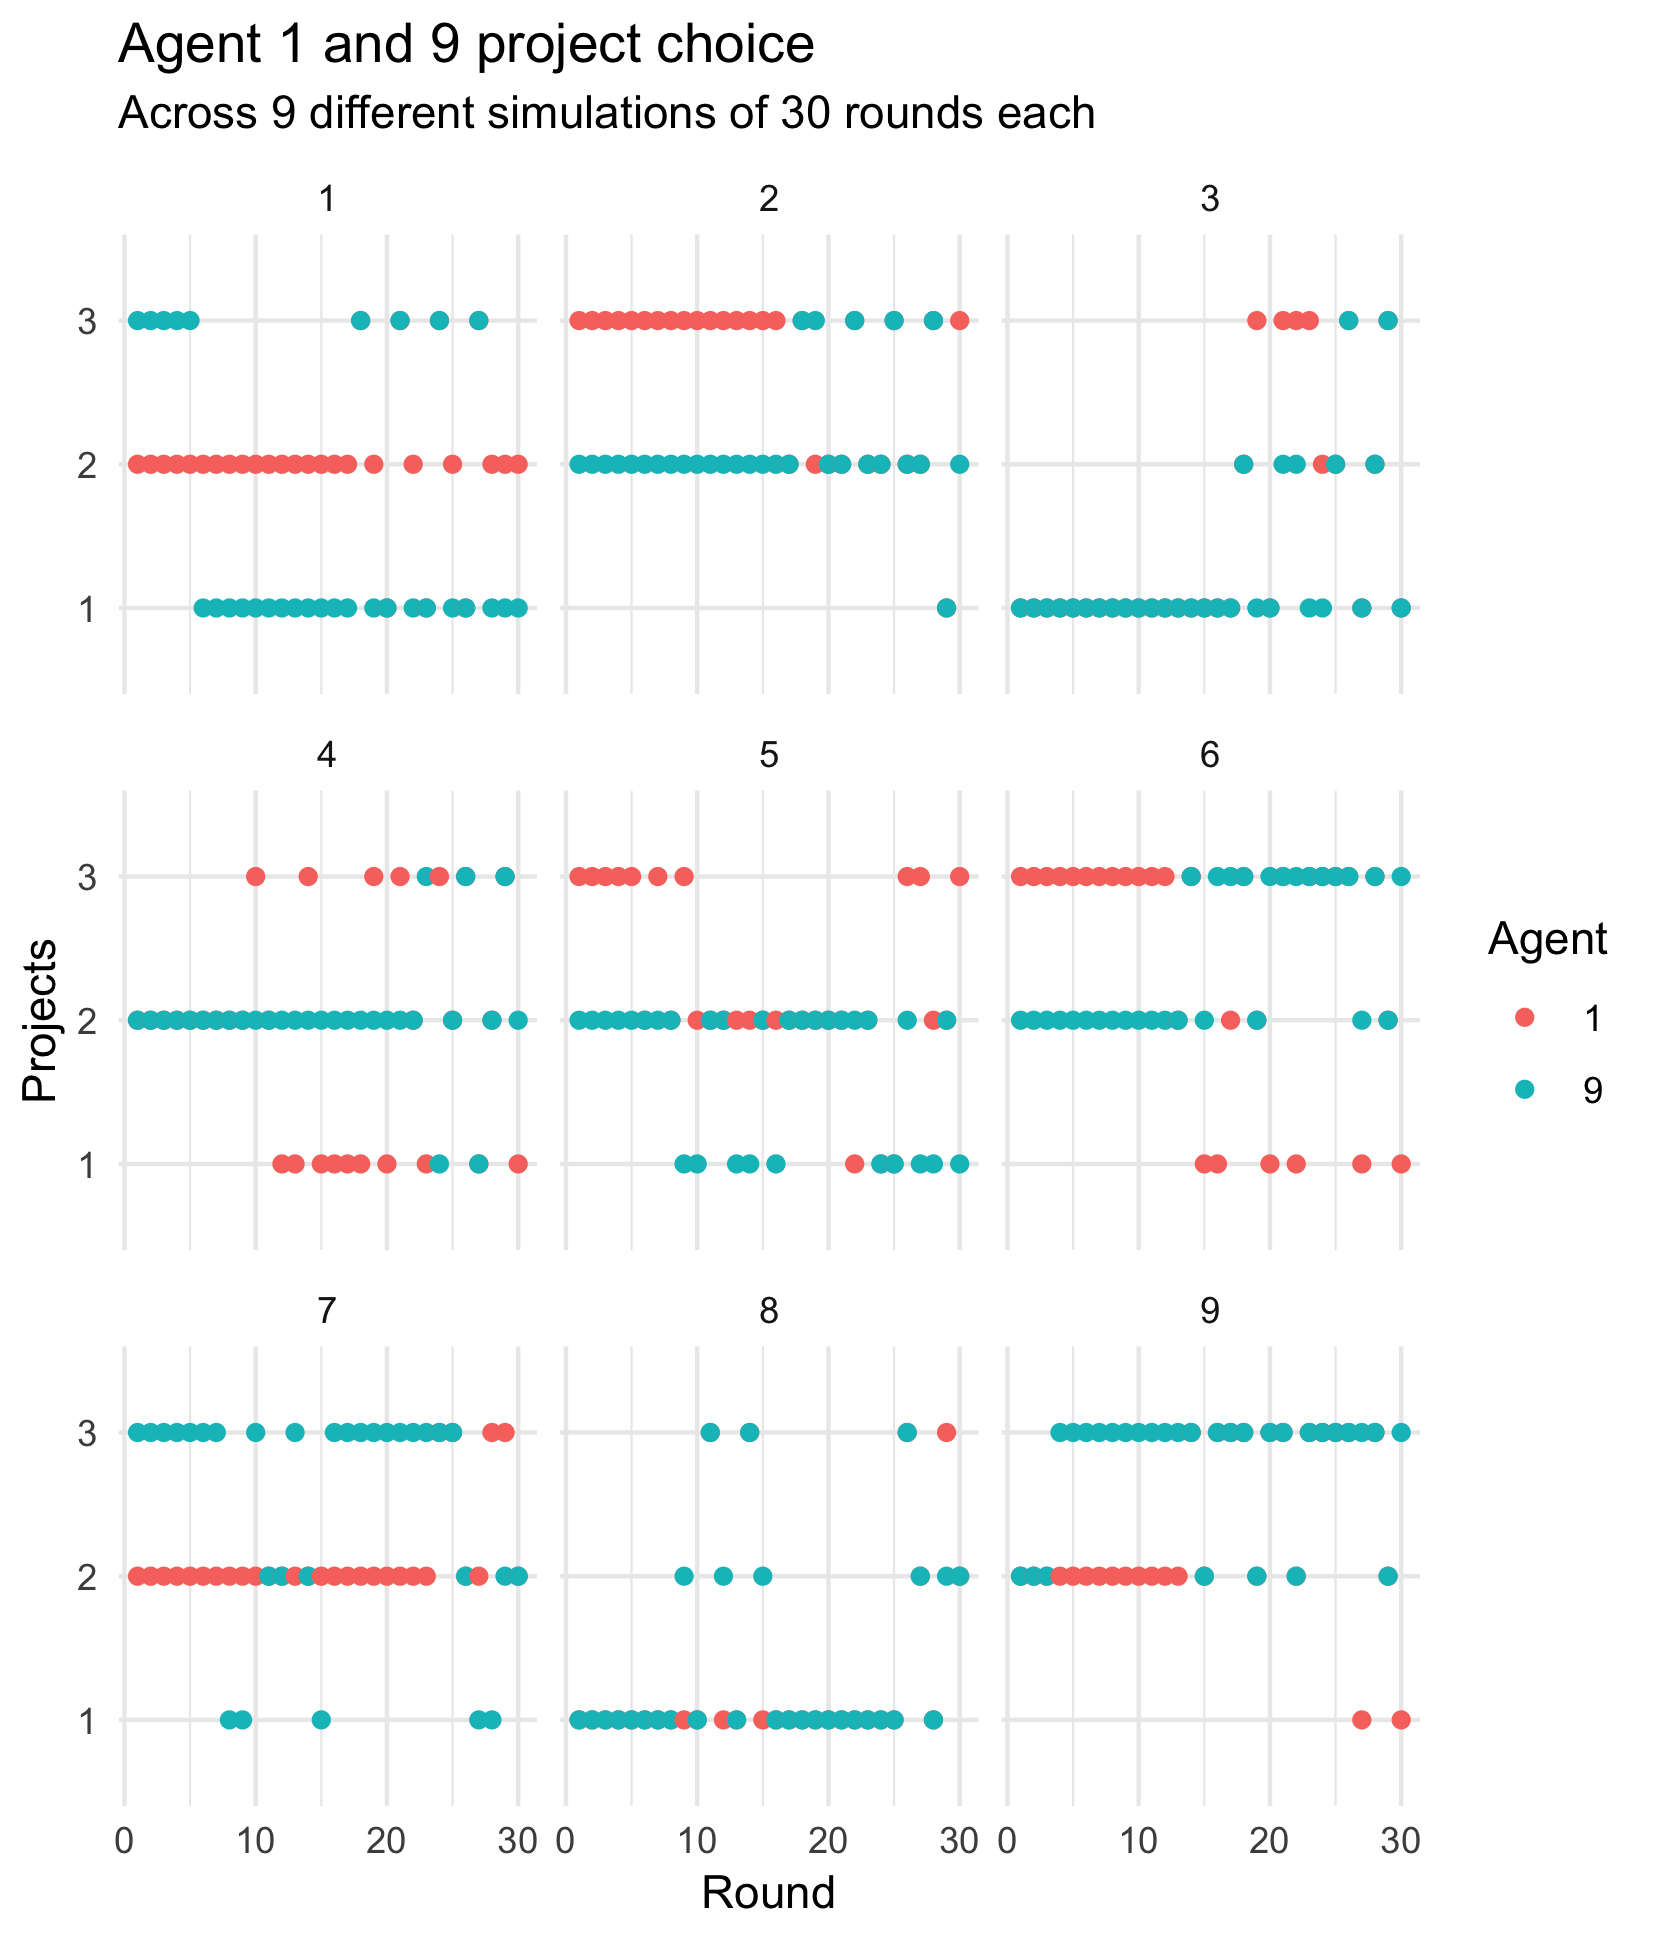 Agent 1 and 9 project choice
Across 9 different simulations of 30 rounds each
1 2 3
3
2
1
4 5 6
3
2
1
7 8 9
3
2
1
0 10 20 30 0 10 20 30 0 10 20 30
Round
Projects
Agent
1
9